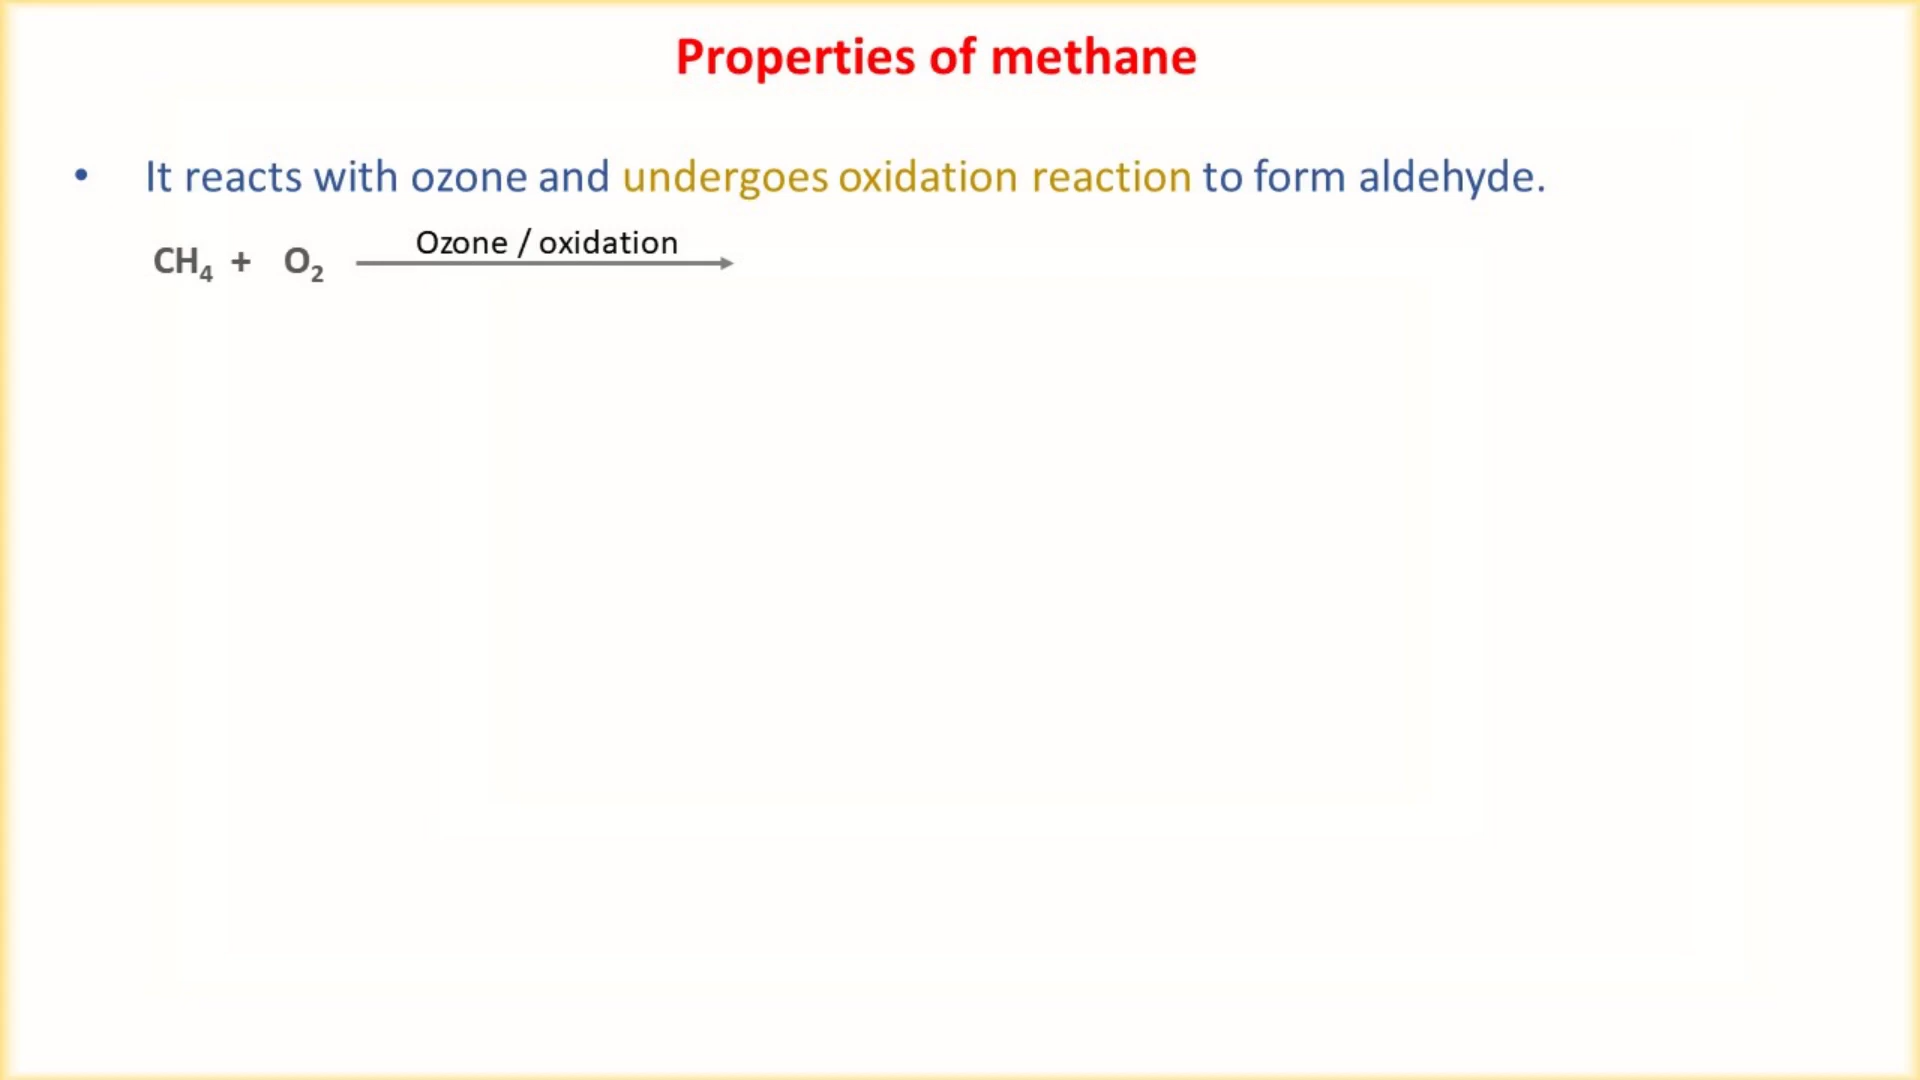 Properties of methane
• It reacts with ozone and undergoes oxidation reaction to form aldehyde.
Ozone / oxidation
CH₄ + O₂